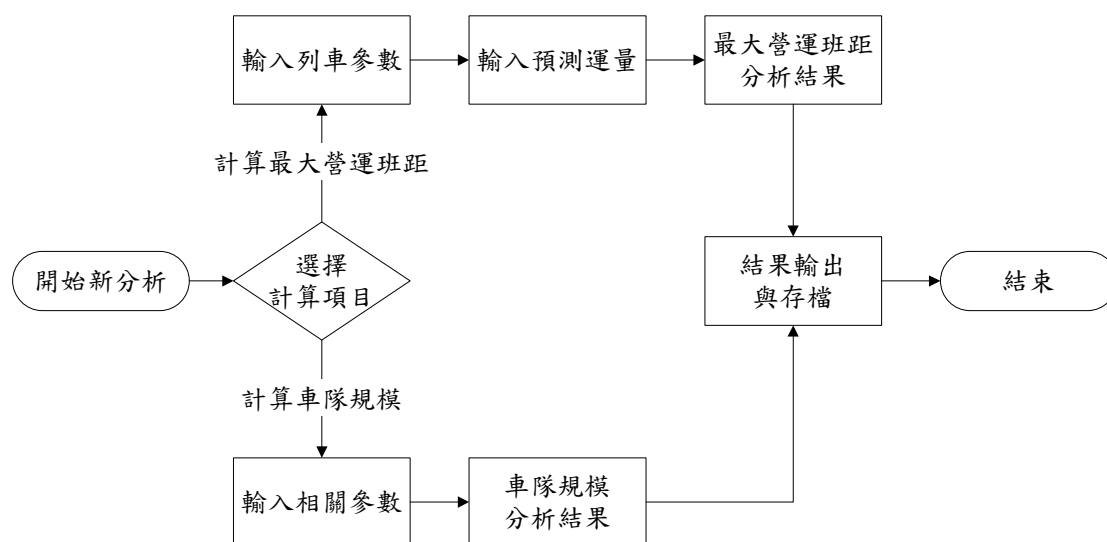 輸入列車參數
輸入預測運量
最大營運班距
分析結果
計算最大營運班距
開始新分析
選擇
計算項目
結果輸出
與存檔
結束
計算車隊規模
輸入相關參數
車隊規模
分析結果